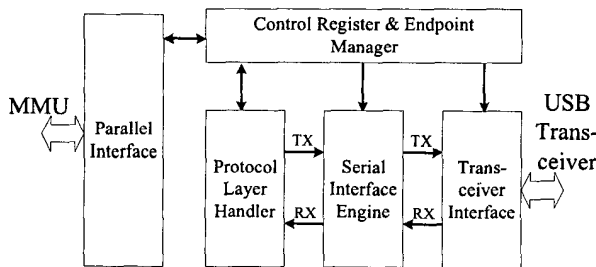 Control Register & Endpoint
Manager
MMU
Parallel
Interface
Protocol
Layer
Handler
TX
RX
Serial
Interface
Engine
TX
RX
Trans-
ceiver
Interface
USB
Trans-
ceiver